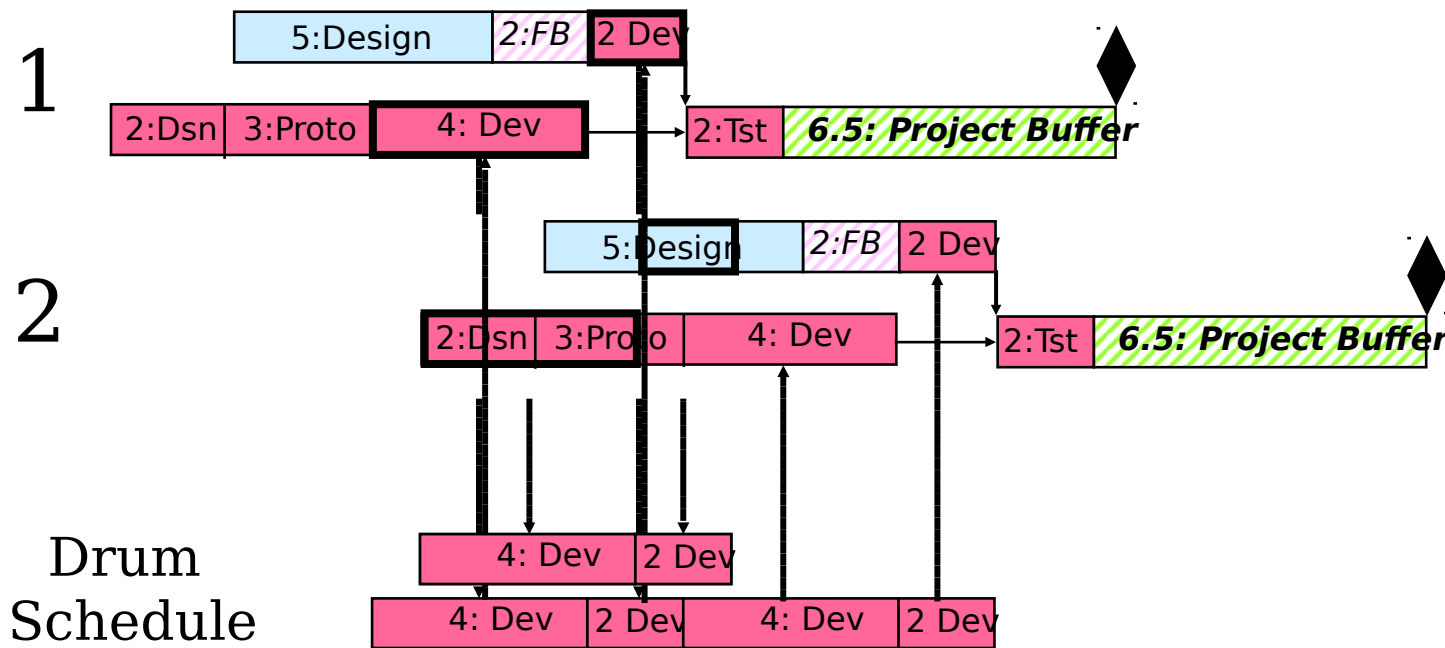 1
5:Design 2:FB 2 Dev
2:Dsn 3:Proto 4: Dev 2:Tst 6.5: Project Buffer
2
5:Design 2:FB 2 Dev
2:Dsn 3:Proto 4: Dev 2:Tst 6.5: Project Buffer
Drum
Schedule
4: Dev 2 Dev
4: Dev 2 Dev 4: Dev 2 Dev